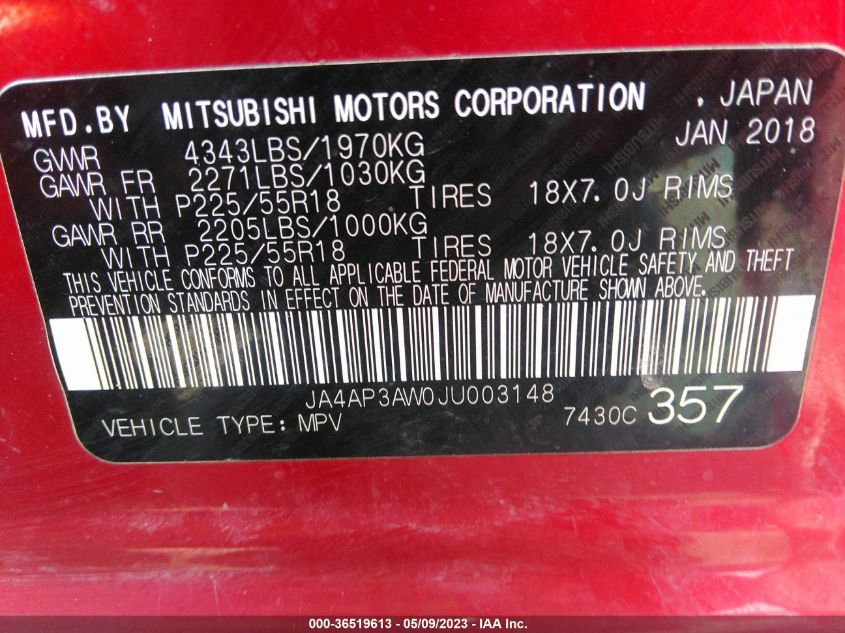 MFD.BY MITSUBISHI MOTORS CORPORATION . JAPAN
JAN 2018
GVWR 4343LBS/1970KG
GAWR FR 2271LBS/1030KG
WITH P225/55R18 TIRES 18X7.0J RIMS
GAWR RR 2205LBS/1000KG
WITH P225/55R18 TIRES 18X7.0J RIMS
THIS VEHICLE CONFORMS TO ALL APPLICABLE FEDERAL MOTOR VEHICLE SAFETY AND THEFT
PREVENTION STANDARDS IN EFFECT ON THE DATE OF MANUFACTURE SHOWN ABOVE.
JA4AP3AW0JU003148
VEHICLE TYPE: MPV 7430C 357
000-36519613 - 05/09/2023 - IAA Inc.